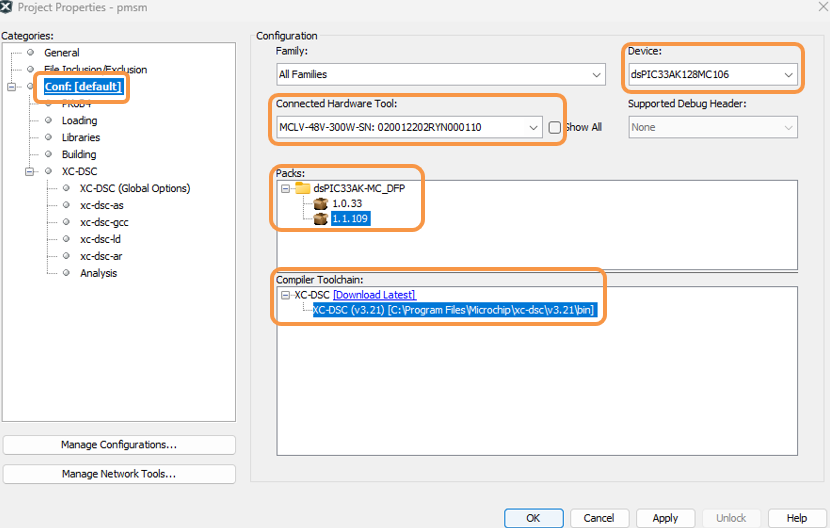 Project Properties - pmsm
Categories:
General
File Inclusion/Exclusion
Conf: [default]
Loading
Libraries
Building
XC-DSC
XC-DSC (Global Options)
xc-dsc-as
xc-dsc-gcc
xc-dsc-ld
xc-dsc-ar
Analysis
Manage Configurations...
Manage Network Tools...
Configuration
Family:
All Families
Device:
dsPIC33AK128MC106
Connected Hardware Tool:
MCLV-48V-300W-SN: 020012202RYN000110
Show All
Supported Debug Header:
None
Packs:
dsPIC33AK-MC_DFP
1.0.33
1.1.109
Compiler Toolchain:
XC-DSC [Download Latest]
XC-DSC (v3.21) [C:\Program Files\Microchip\xc-dsc\v3.21\bin]
OK
Cancel
Apply
Unlock
Help